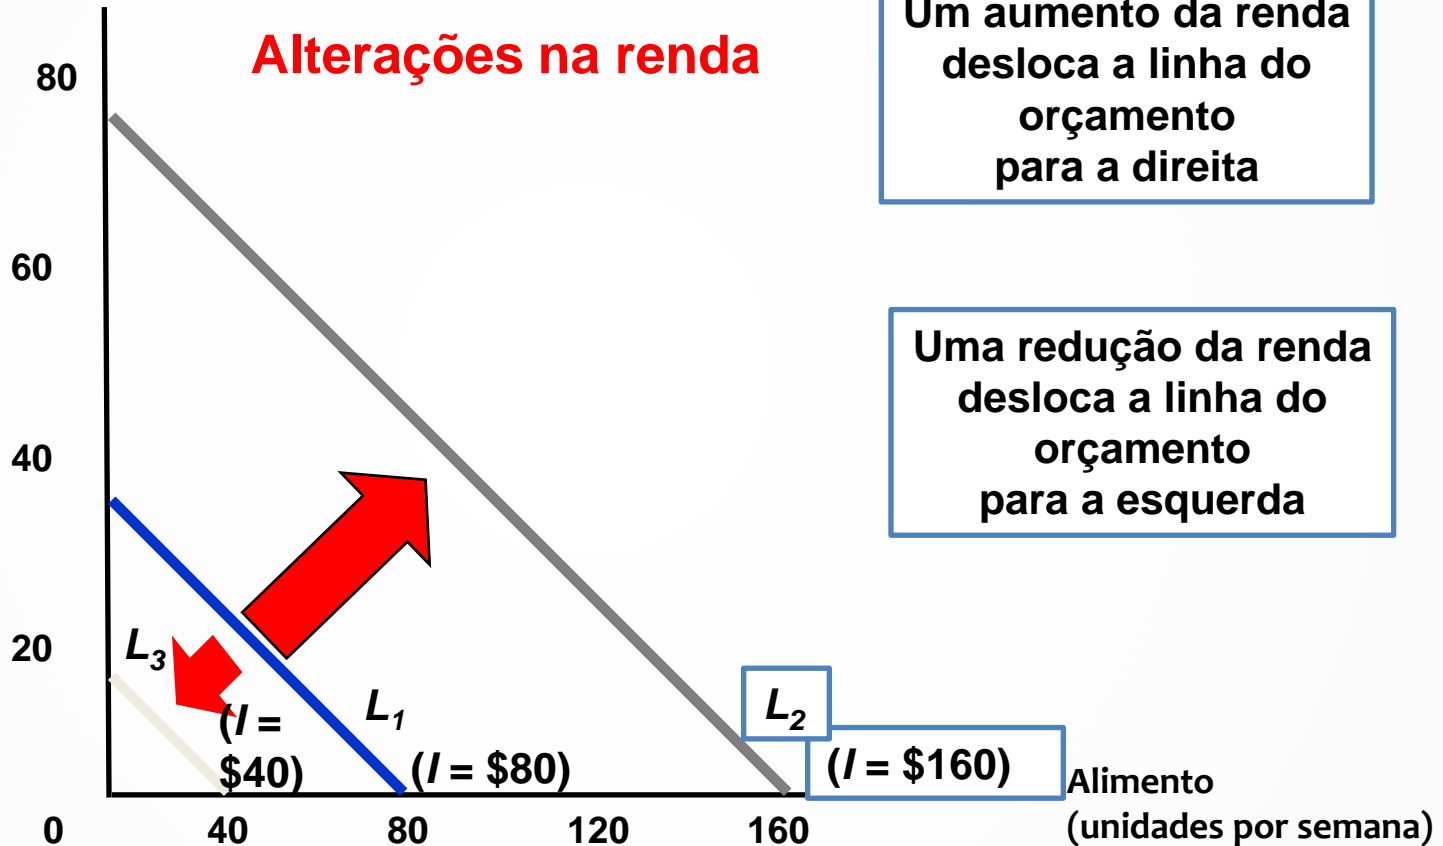 Alterações na renda
Um aumento da renda
desloca a linha do
orçamento
para a direita
Uma redução da renda
desloca a linha do
orçamento
para a esquerda
80
60
40
20
L3
(I =
$40)
L1
(I = $80)
L2
(I = $160)
Alimento
(unidades por semana)
0
40
80
120
160